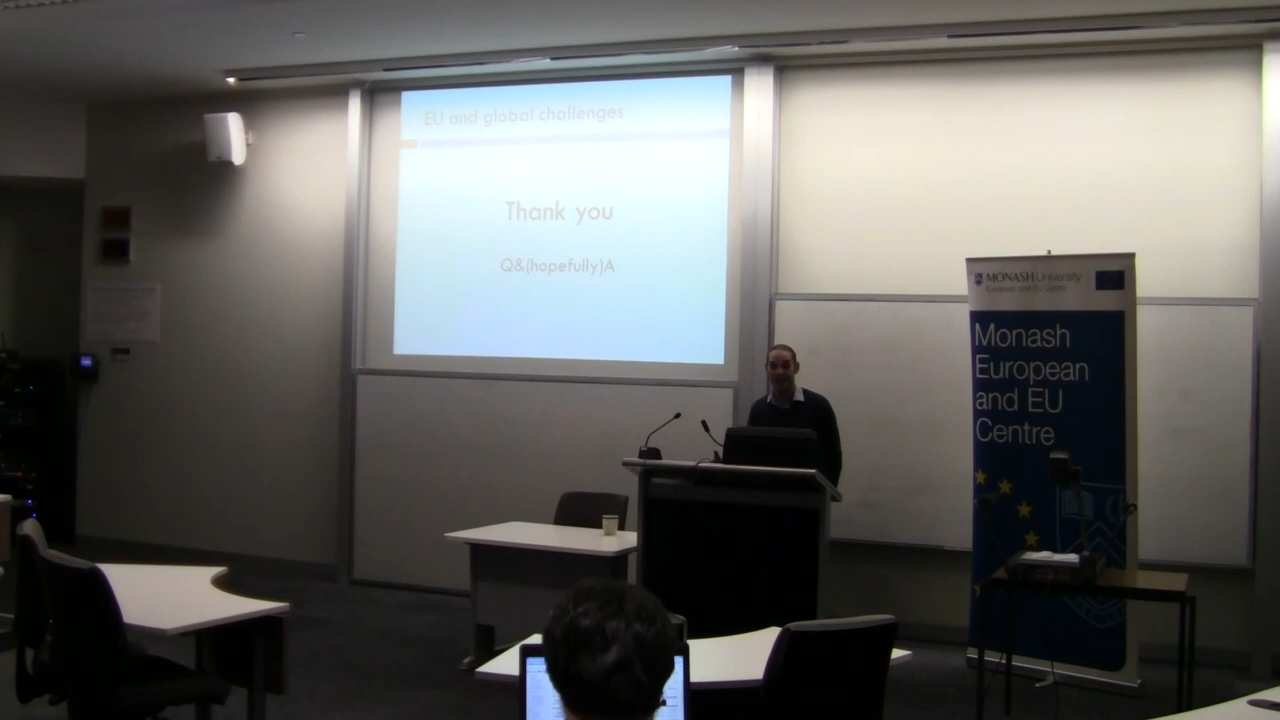 EU and global challenges
Thank you
Q&(hopefully)A
MONASH University
European and EU Centre
Monash
European
and EU
Centre